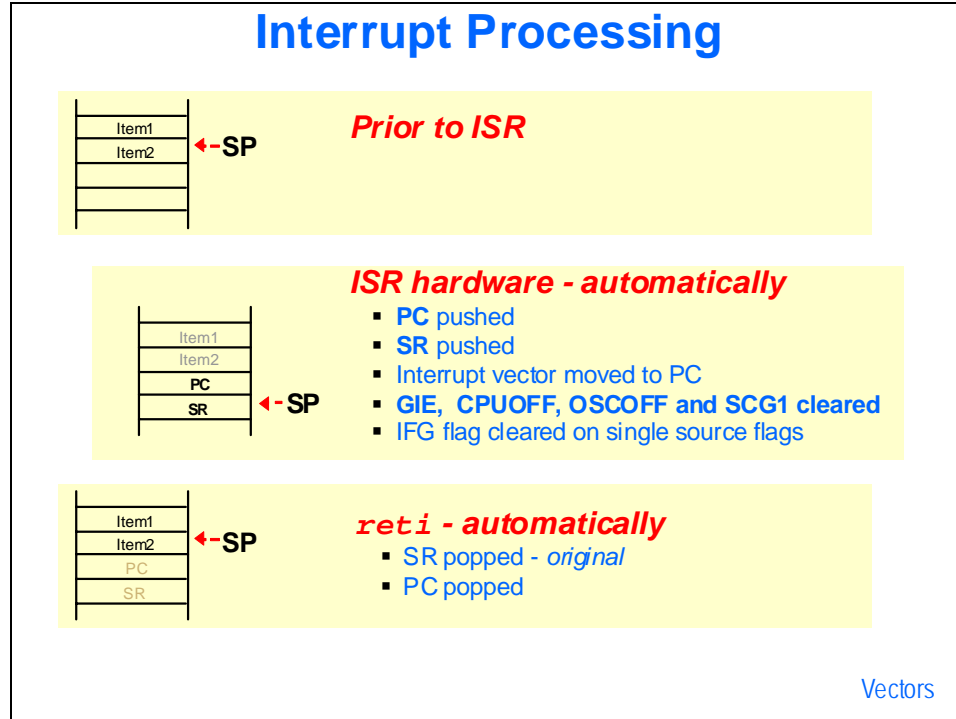 Interrupt Processing
Item1
Item2
SP
Prior to ISR
ISR hardware - automatically
▪ PC pushed
▪ SR pushed
▪ Interrupt vector moved to PC
▪ GIE, CPUOFF, OSCOFF and SCG1 cleared
▪ IFG flag cleared on single source flags
Item1
Item2
PC
SR
SP
Item1
Item2
PC
SR
SP
reti - automatically
▪ SR popped - original
▪ PC popped
Vectors